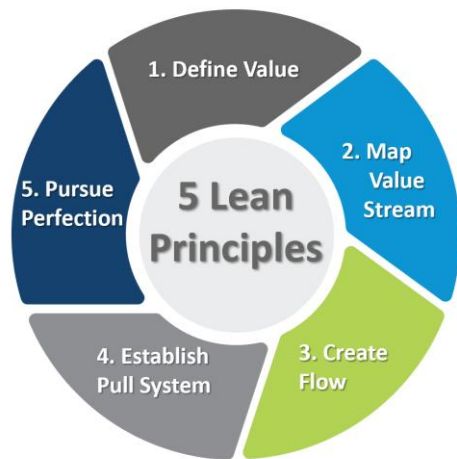 1. Define Value
2. Map
Value
Stream
3. Create
Flow
4. Establish
Pull System
5. Pursue
Perfection
5 Lean
Principles